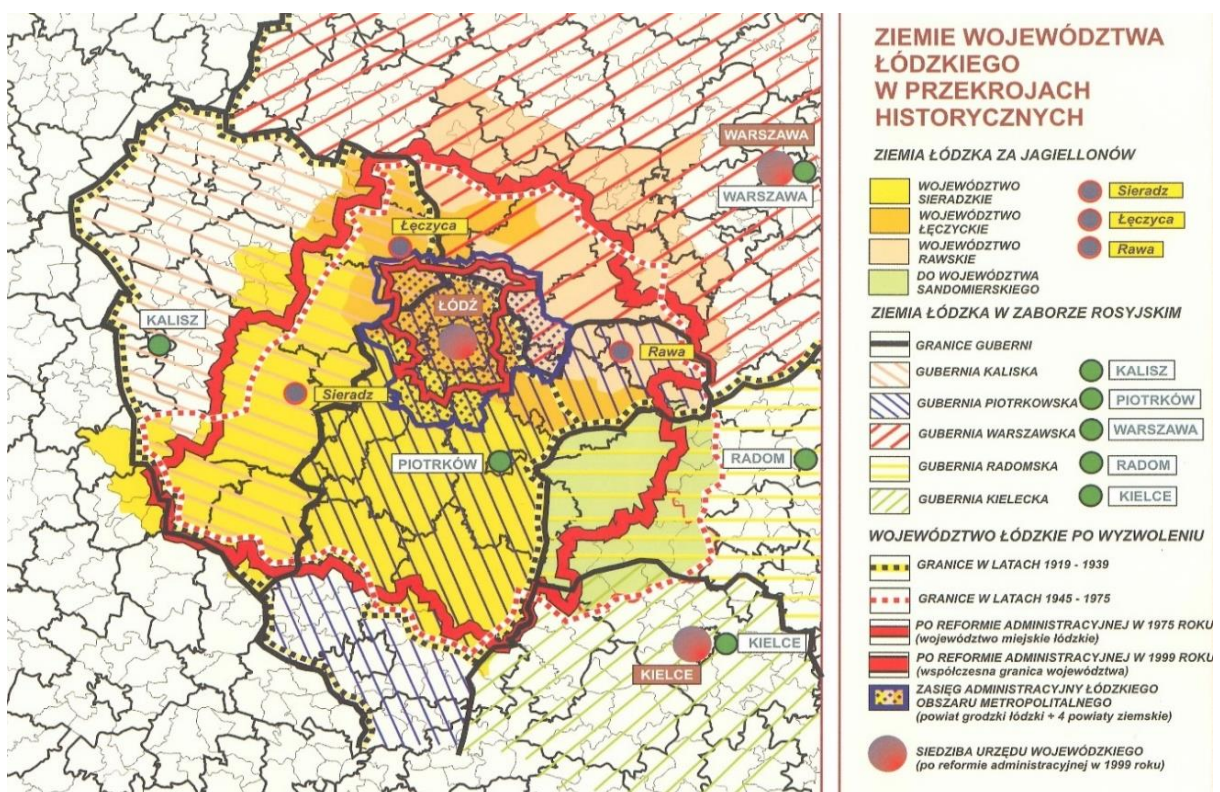 WARSZAWA
WARSZAWA
Łęczyca
ŁÓDŹ
KALISZ
Rawa
Sieradz
PIOTRKÓW
RADOM
KIELCE
KIELCE
ZIEMIE WOJEWÓDZTWA
ŁÓDZKIEGO
W PRZEKROJACH
HISTORYCZNYCH
ZIEMIA ŁÓDZKA ZA JAGIELLONÓW
WOJEWÓDZTWO
SIERADZKIE
Sieradz
WOJEWÓDZTWO
ŁĘCZYCKIE
Łęczyca
WOJEWÓDZTWO
RAWSKIE
Rawa
DO WOJEWÓDZTWA
SANDOMIERSKIEGO
ZIEMIA ŁÓDZKA W ZABORZE ROSYJSKIM
GRANICE GUBERNI
GUBERNIA KALISKA
KALISZ
GUBERNIA PIOTRKOWSKA
PIOTRKÓW
GUBERNIA WARSZAWSKA
WARSZAWA
GUBERNIA RADOMSKA
RADOM
GUBERNIA KIELECKA
KIELCE
WOJEWÓDZTWO ŁÓDZKIE PO WYZWOLENIU
GRANICE W LATACH 1919 - 1939
GRANICE W LATACH 1945 - 1975
PO REFORMIE ADMINISTRACYJNEJ W 1975 ROKU
(województwo miejskie łódzkie)
PO REFORMIE ADMINISTRACYJNEJ W 1999 ROKU
(współczesna granica województwa)
ZASIĘG ADMINISTRACYJNY ŁÓDZKIEGO
OBSZARU METROPOLITALNEGO
(powiat grodzki łódzki + 4 powiaty ziemskie)
SIEDZIBA URZĘDU WOJEWÓDZKIEGO
(po reformie administracyjnej w 1999 roku)